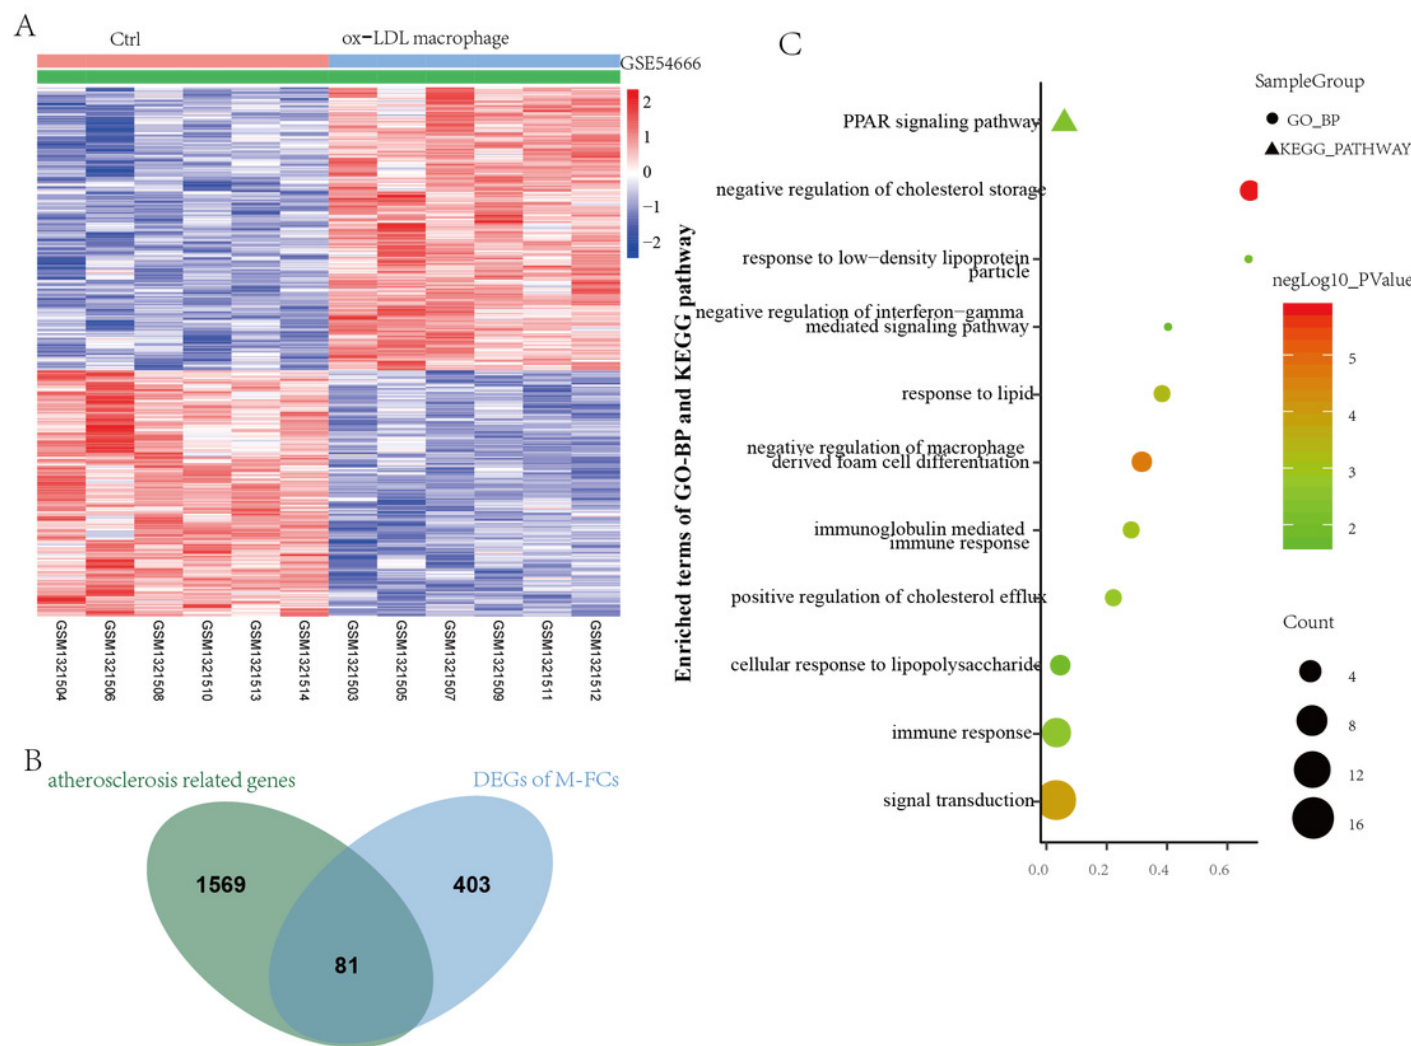 A
Ctrl
ox-LDL macrophage
GSE54666
2
1
0
−1
−2
GSM1321504
GSM1321506
GSM1321508
GSM1321510
GSM1321513
GSM1321514
GSM1321503
GSM1321505
GSM1321507
GSM1321509
GSM1321511
GSM1321512
B
atherosclerosis related genes
DEGs of M-FCs
1569
403
81
C
Enriched terms of GO-BP and KEGG pathway
PPAR signaling pathway
negative regulation of cholesterol storage
response to low−density lipoprotein
particle
negative regulation of interferon−gamma
mediated signaling pathway
response to lipid
negative regulation of macrophage
derived foam cell differentiation
immunoglobulin mediated
immune response
positive regulation of cholesterol efflux
cellular response to lipopolysaccharide
immune response
signal transduction
0.0
0.2
0.4
0.6
SampleGroup
GO_BP
KEGG_PATHWAY
negLog10_PValue
5
4
3
2
Count
4
8
12
16